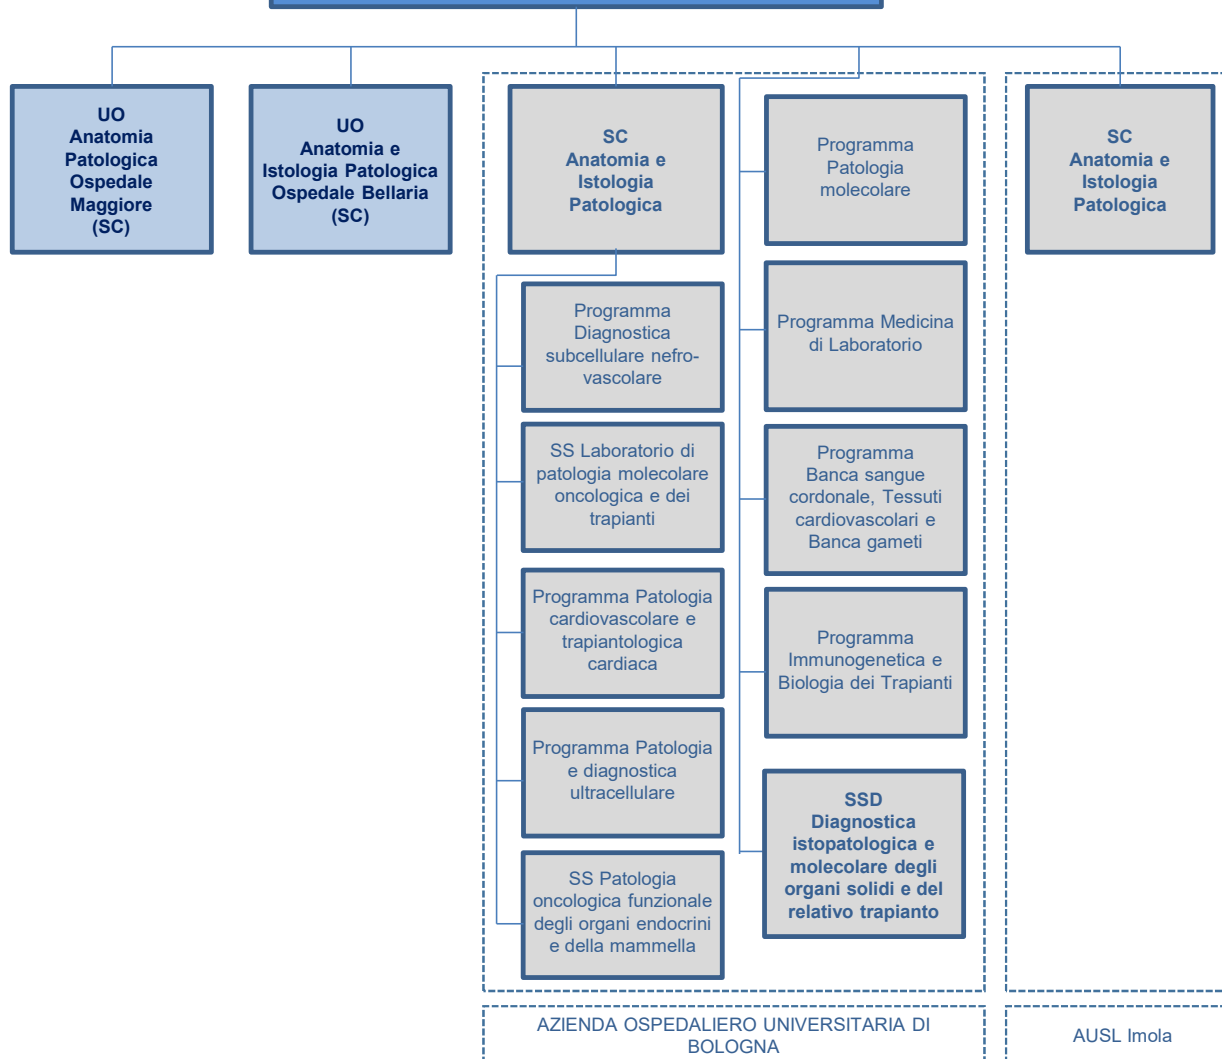 UO
Anatomia
Patologica
Ospedale
Maggiore
(SC)
UO
Anatomia e
Istologia Patologica
Ospedale Bellaria
(SC)
SC
Anatomia e
Istologia
Patologica
Programma
Diagnostica
subcellulare nefro-
vascolare
SS Laboratorio di
patologia molecolare
oncologica e dei
trapianti
Programma Patologia
cardiovascolare e
trapiantologica
cardiaca
Programma Patologia
e diagnostica
ultracellulare
SS Patologia
oncologica funzionale
degli organi endocrini
e della mammella
Programma
Patologia
molecolare
Programma Medicina
di Laboratorio
Programma
Banca sangue
cordonale, Tessuti
cardiovascolari e
Banca gameti
Programma
Immunogenetica e
Biologia dei Trapianti
SSD
Diagnostica
istopatologica e
molecolare degli
organi solidi e del
relativo trapianto
SC
Anatomia e
Istologia
Patologica
AZIENDA OSPEDALIERO UNIVERSITARIA DI
BOLOGNA
AUSL Imola